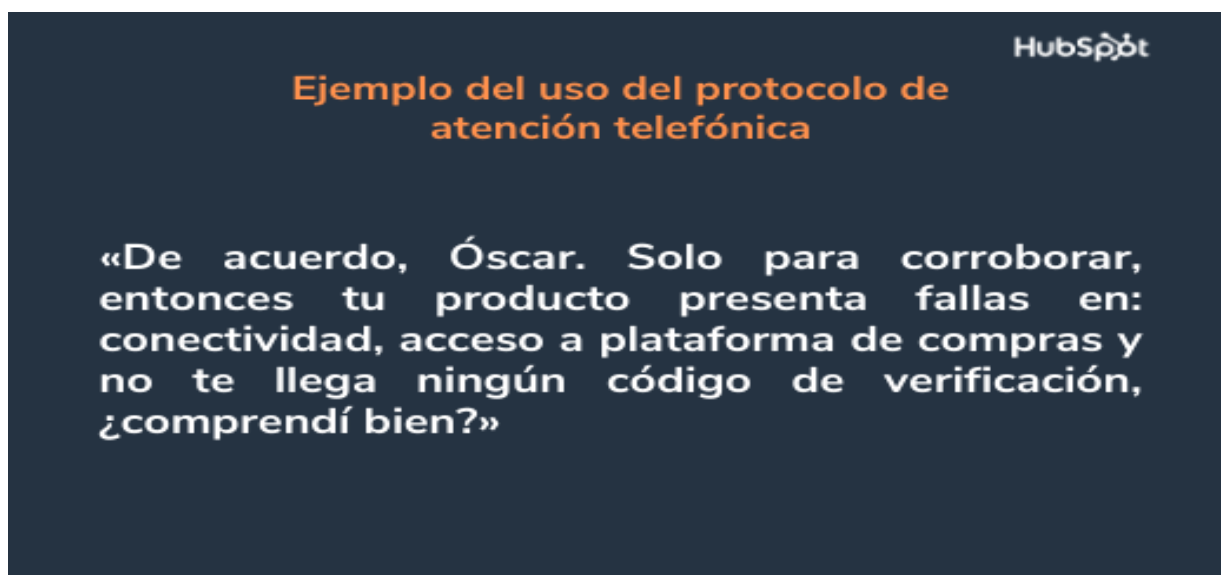 HubSpot
Ejemplo del uso del protocolo de
atención telefónica
«De acuerdo, Óscar. Solo para corroborar,
entonces tu producto presenta fallas en:
conectividad, acceso a plataforma de compras y
no te llega ningún código de verificación,
¿comprendí bien?»